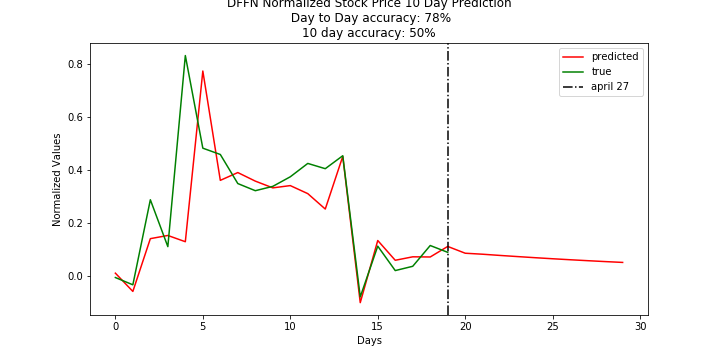 DFFN Normalized Stock Price 10 Day Prediction
Day to Day accuracy: 78%
10 day accuracy: 50%
predicted
true
april 27
Normalized Values
0.8
0.6
0.4
0.2
0.0
0 5 10 15 20 25 30
Days